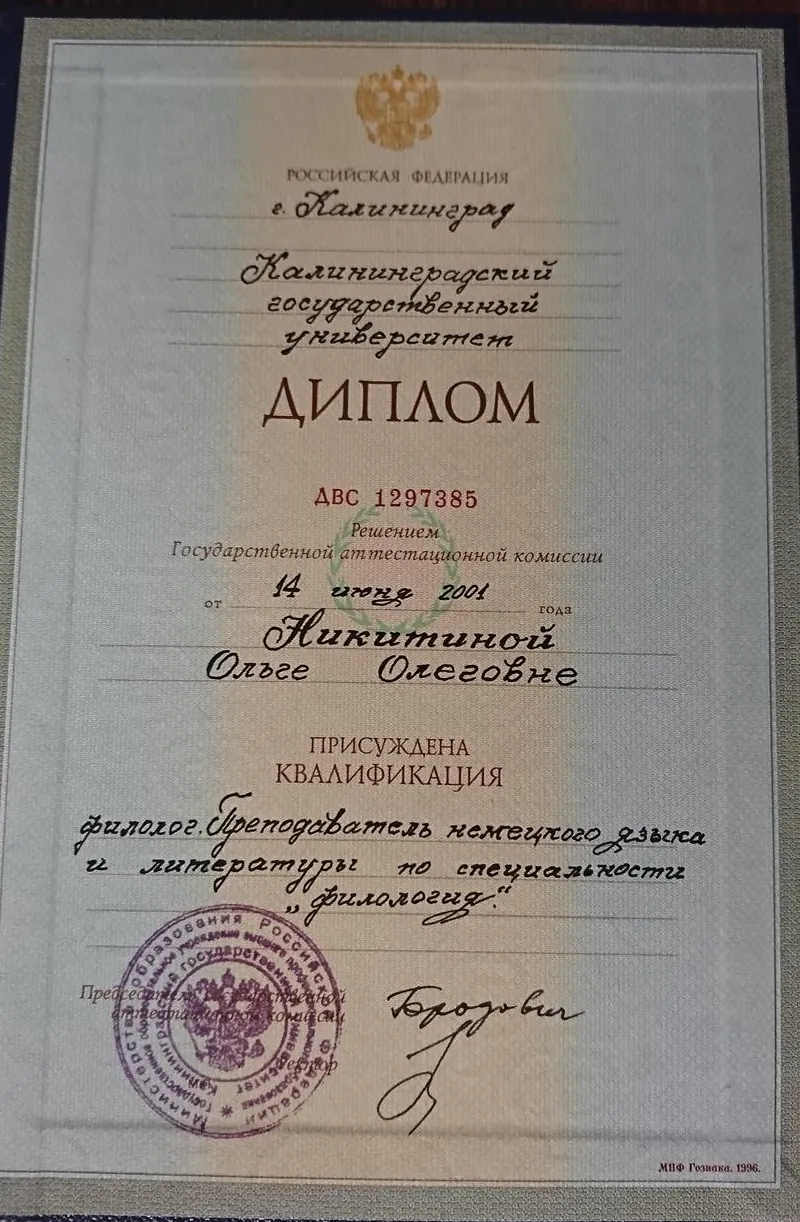 РОССИЙСКАЯ ФЕДЕРАЦИЯ
г. Калининград
Калининградский
государственный
университет
ДИПЛОМ
ДВС 1297385
Решением
Государственной аттестационной комиссии
от 14 июня 2001 года
Никитиной
Ольге Олеговне
ПРИСУЖДЕНА
КВАЛИФИКАЦИЯ
филолог. Преподаватель немецкого языка
и литературы по специальности
„филология."
Председатель Государственной
аттестационной комиссии
Бродович
Ректор
МПФ Гознака. 1996.